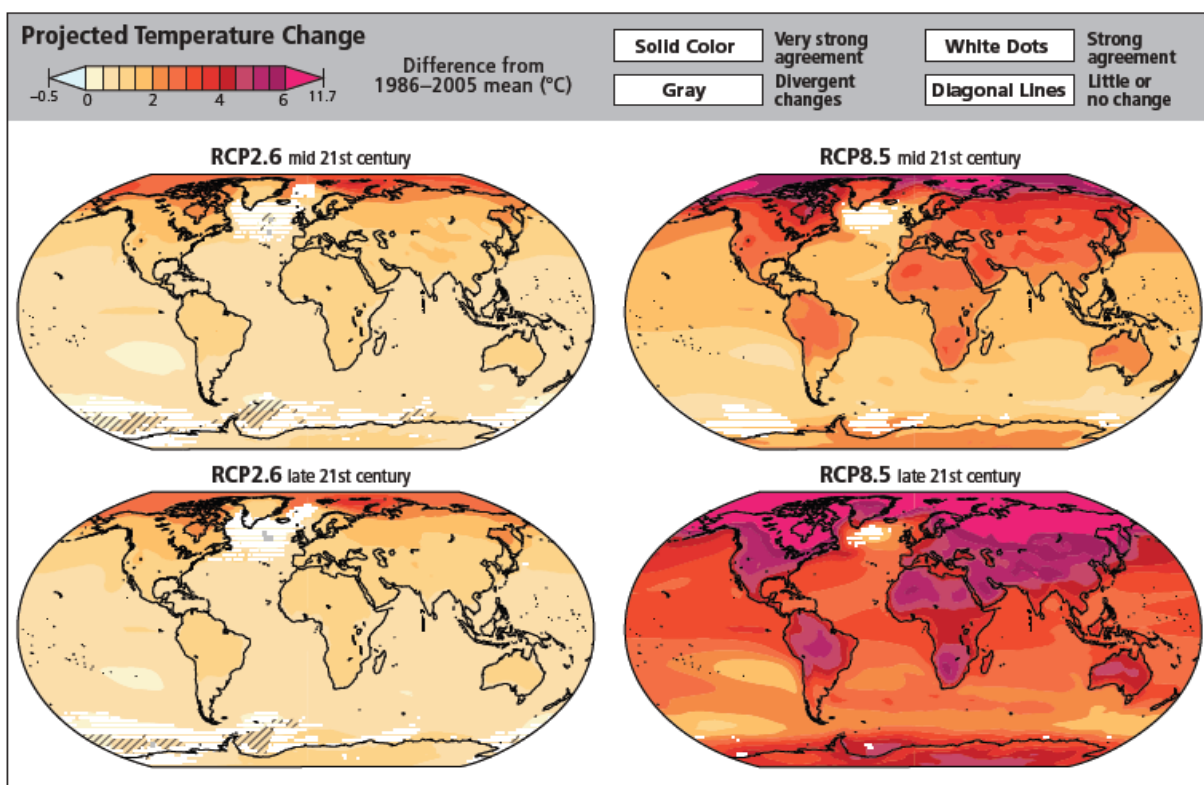 Projected Temperature Change
−0.5 0 2 4 6 11.7
Difference from
1986–2005 mean (°C)
Solid Color
Very strong
agreement
White Dots
Strong
agreement
Gray
Divergent
changes
Diagonal Lines
Little or
no change
RCP2.6 mid 21st century
RCP8.5 mid 21st century
RCP2.6 late 21st century
RCP8.5 late 21st century